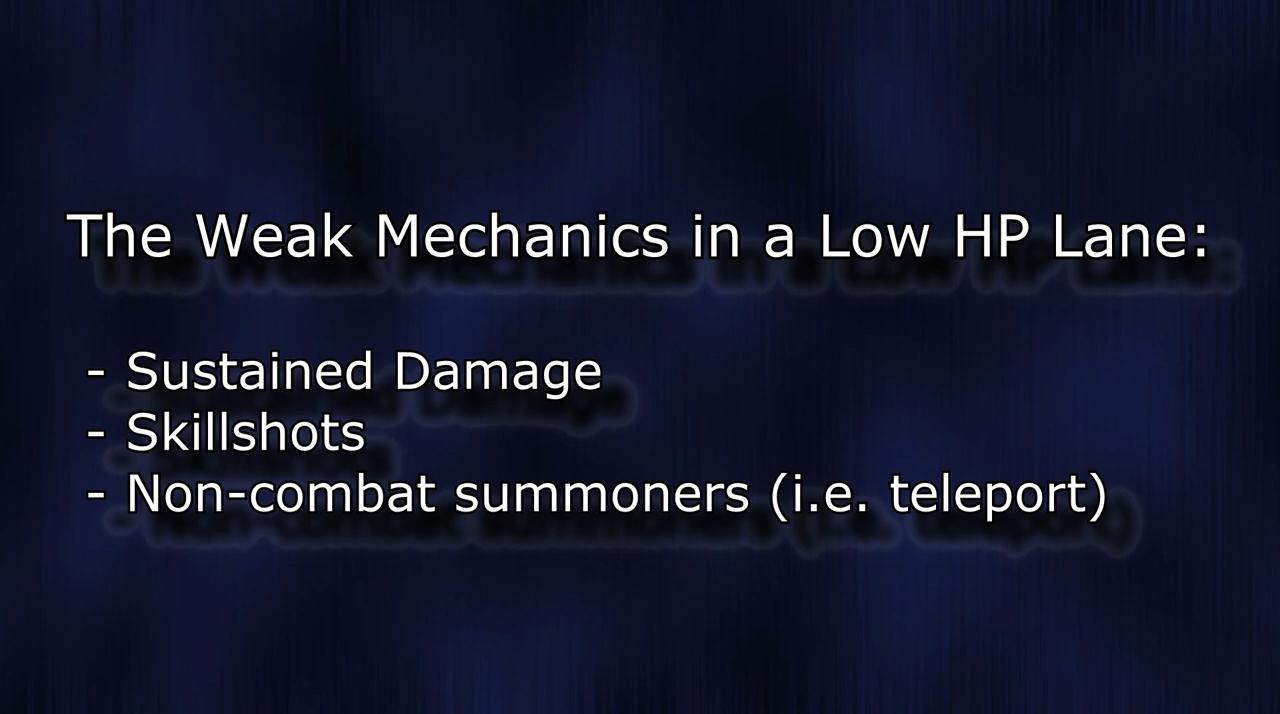 The Weak Mechanics in a Low HP Lane:
- Sustained Damage
- Skillshots
- Non-combat summoners (i.e. teleport)